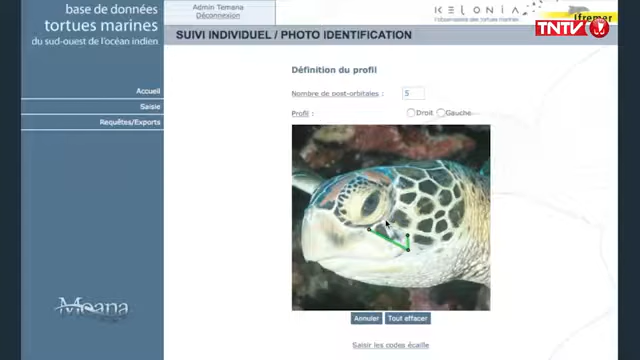 base de données
tortues marines
du sud-ouest de l'océan indien
Admin Temana
Déconnexion
KELONIA
l'observatoire des tortues marines
Ifremer
TNTV
SUIVI INDIVIDUEL / PHOTO IDENTIFICATION
Accueil
Saisie
Requêtes/Exports
Définition du profil
Nombre de post-orbitales : 5
Profil : Droit Gauche
Annuler Tout effacer
Saisir les codes écaille
Moana